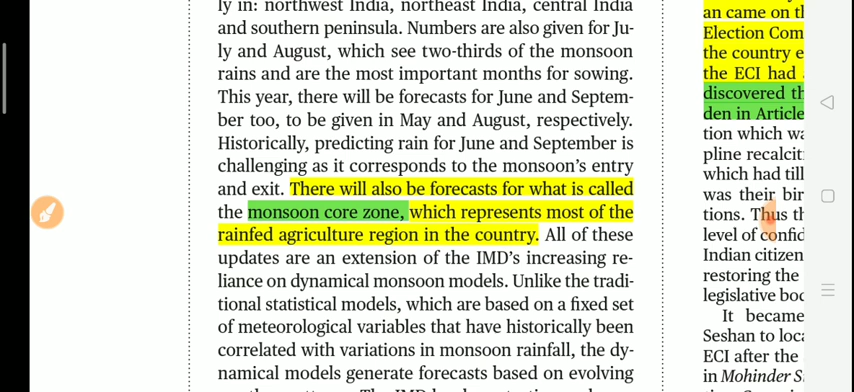 ly in: northwest India, northeast India, central India
and southern peninsula. Numbers are also given for Ju-
ly and August, which see two-thirds of the monsoon
rains and are the most important months for sowing.
This year, there will be forecasts for June and Septem-
ber too, to be given in May and August, respectively.
Historically, predicting rain for June and September is
challenging as it corresponds to the monsoon's entry
and exit. There will also be forecasts for what is called
the monsoon core zone, which represents most of the
rainfed agriculture region in the country. All of these
updates are an extension of the IMD's increasing re-
liance on dynamical monsoon models. Unlike the tradi-
tional statistical models, which are based on a fixed set
of meteorological variables that have historically been
correlated with variations in monsoon rainfall, the dy-
namical models generate forecasts based on evolving
an came on
Election Com
the country e
the ECI had
discovered th
den in Article
tion which wa
pline recalcit
which had till
was their bir
tions. Thus th
level of confid
Indian citizen
restoring the
legislative bod
It became
Seshan to loca
ECI after the
in Mohinder S